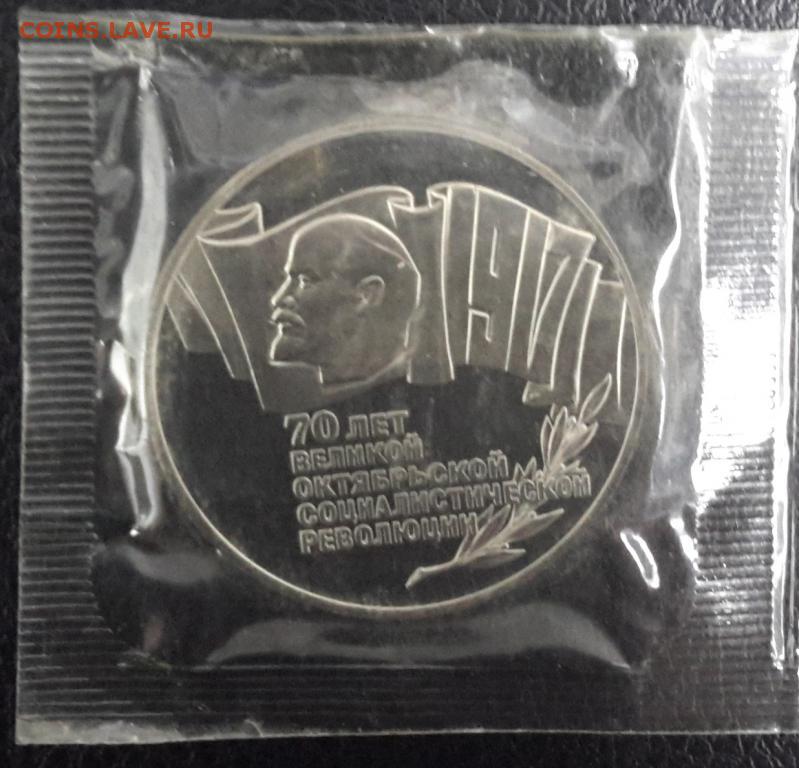 COINS.LAVE.RU
1917
70 ЛЕТ
ВЕЛИКОЙ
ОКТЯБРЬСКОЙ
СОЦИАЛИСТИЧЕСКОЙ
РЕВОЛЮЦИИ